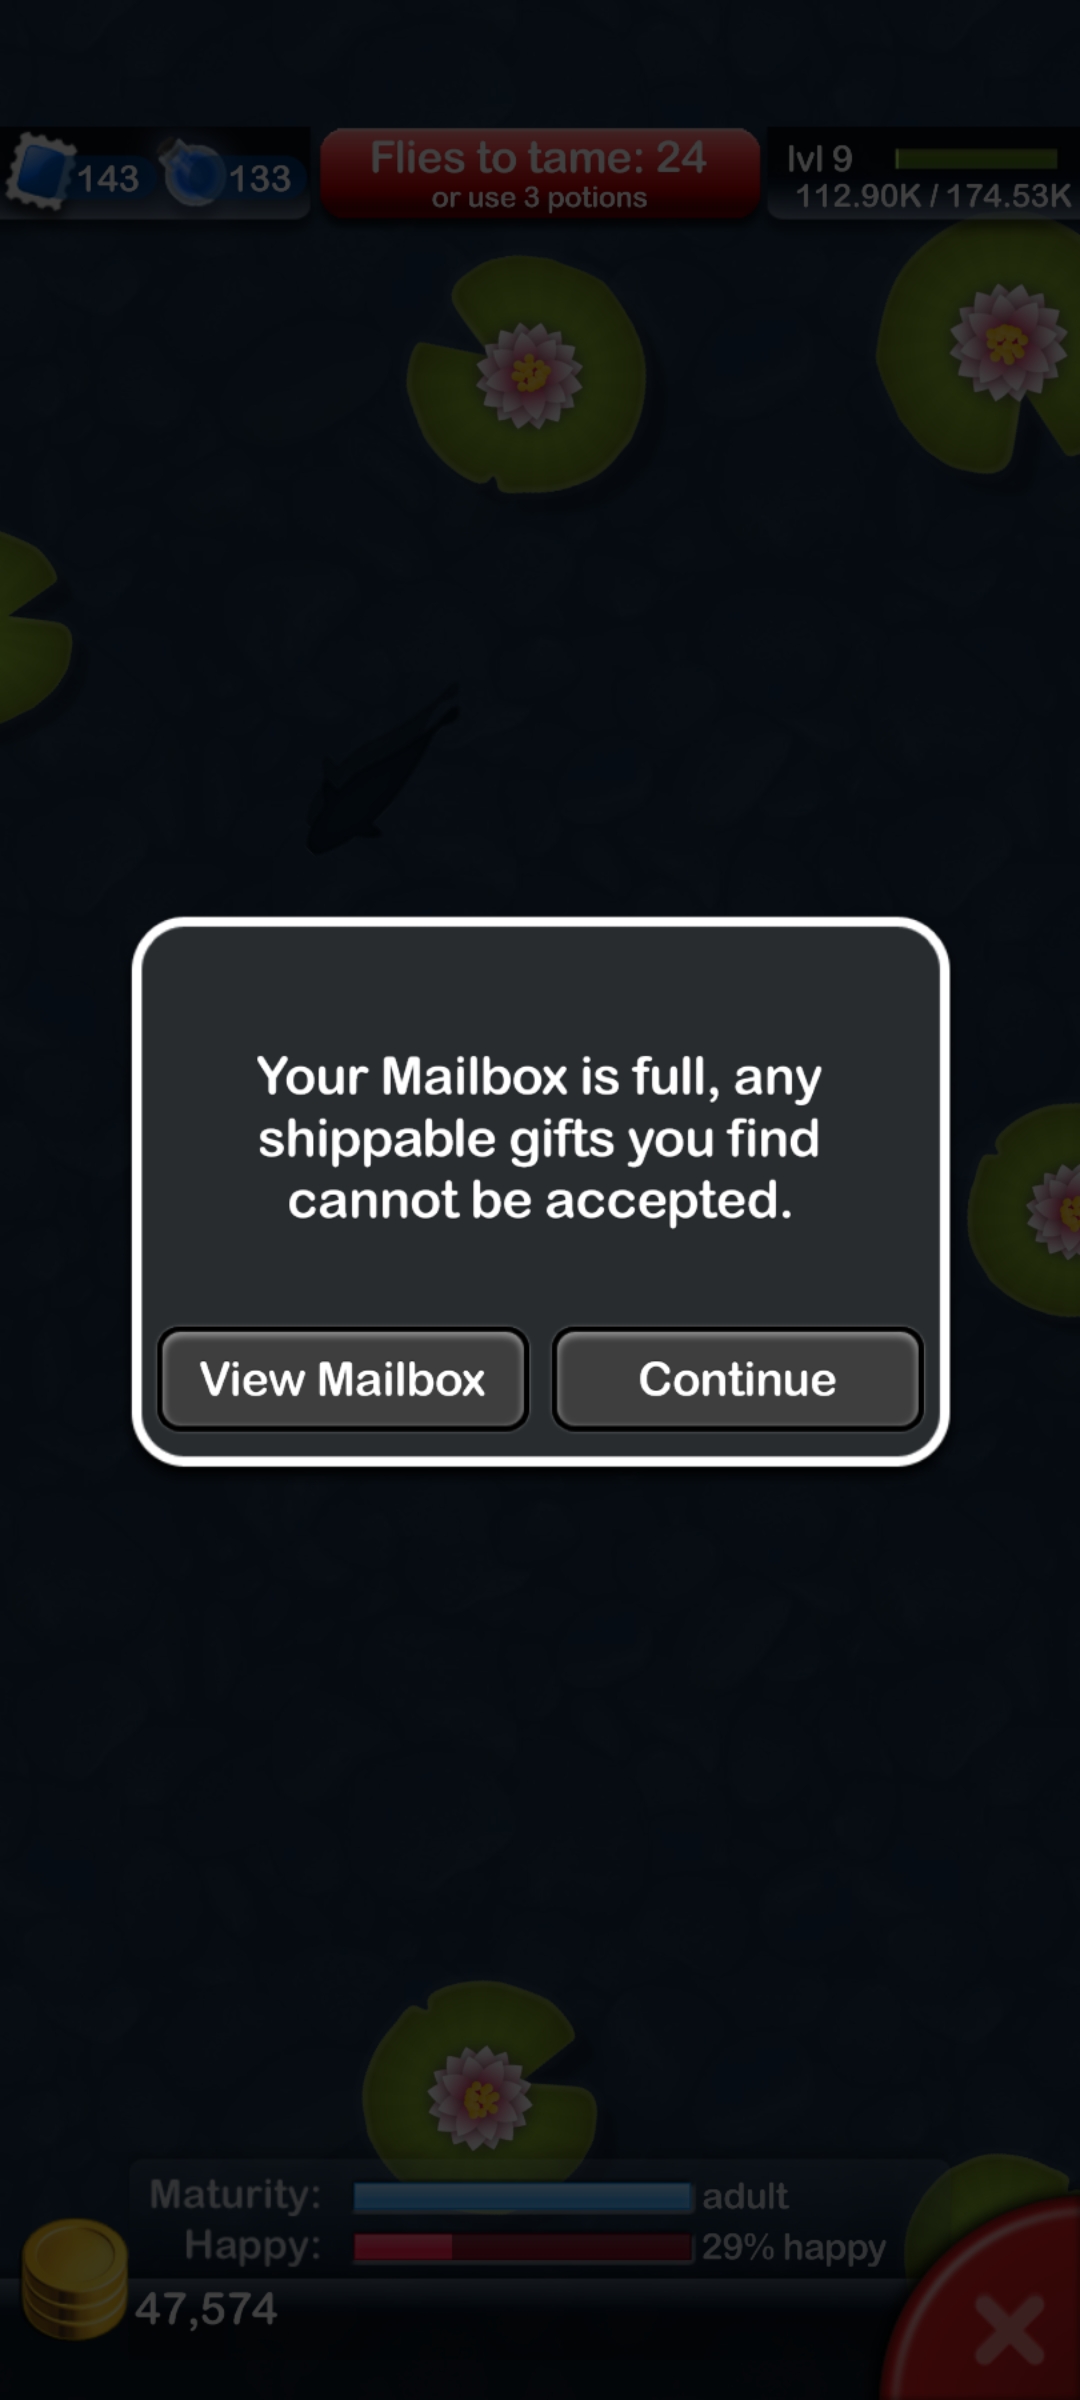 143
133
Flies to tame: 24
or use 3 potions
lvl 9
112.90K / 174.53K
Your Mailbox is full, any
shippable gifts you find
cannot be accepted.
View Mailbox
Continue
Maturity:
adult
Happy:
29% happy
47,574